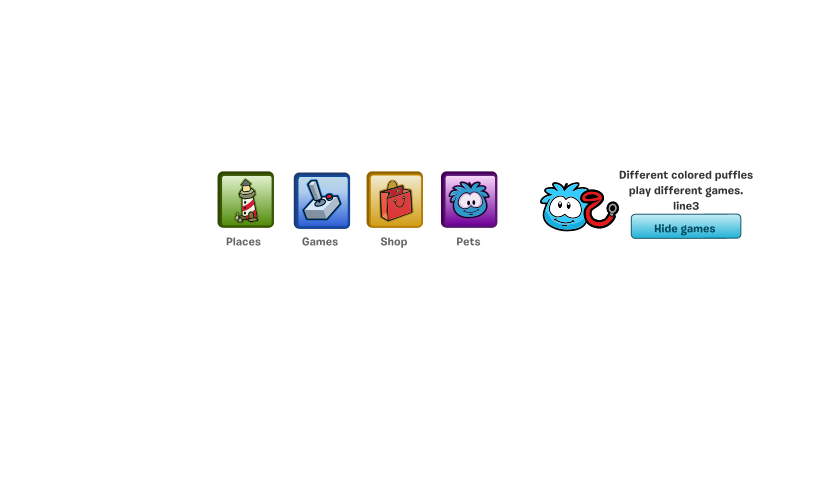 Different colored puffles
play different games.
line3
Hide games
Places
Games
Shop
Pets